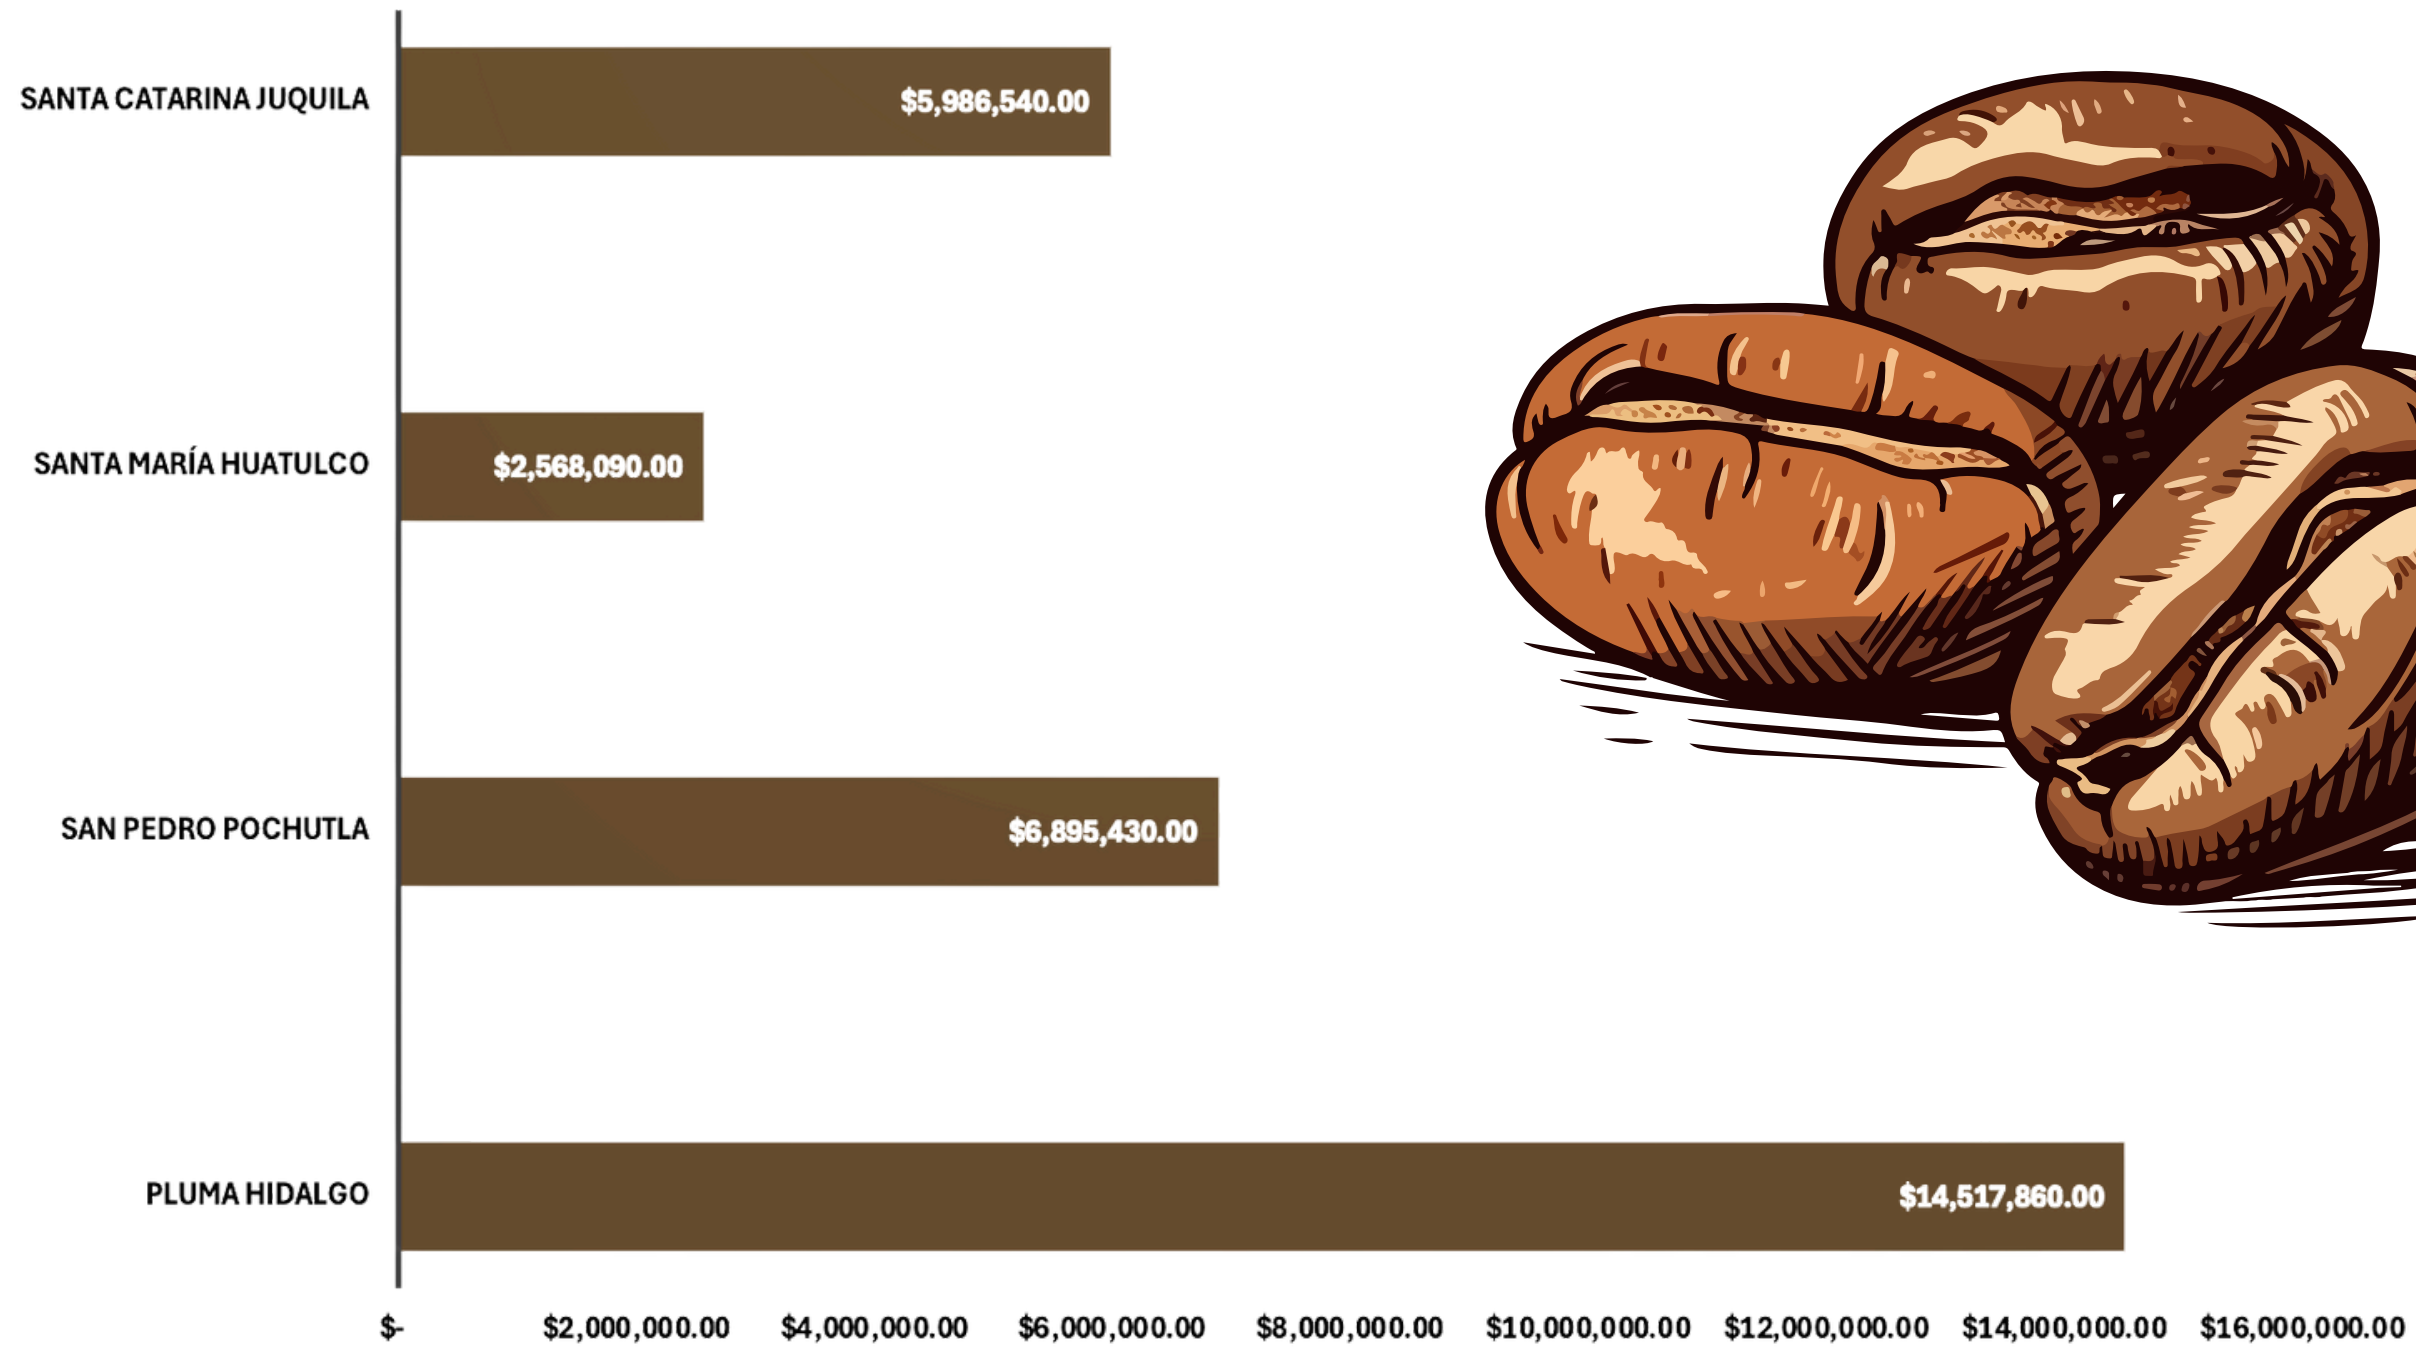 SANTA CATARINA JUQUILA
$5,986,540.00
SANTA MARÍA HUATULCO
$2,568,090.00
SAN PEDRO POCHUTLA
$6,895,430.00
PLUMA HIDALGO
$14,517,860.00
$- $2,000,000.00 $4,000,000.00 $6,000,000.00 $8,000,000.00 $10,000,000.00 $12,000,000.00 $14,000,000.00 $16,000,000.00